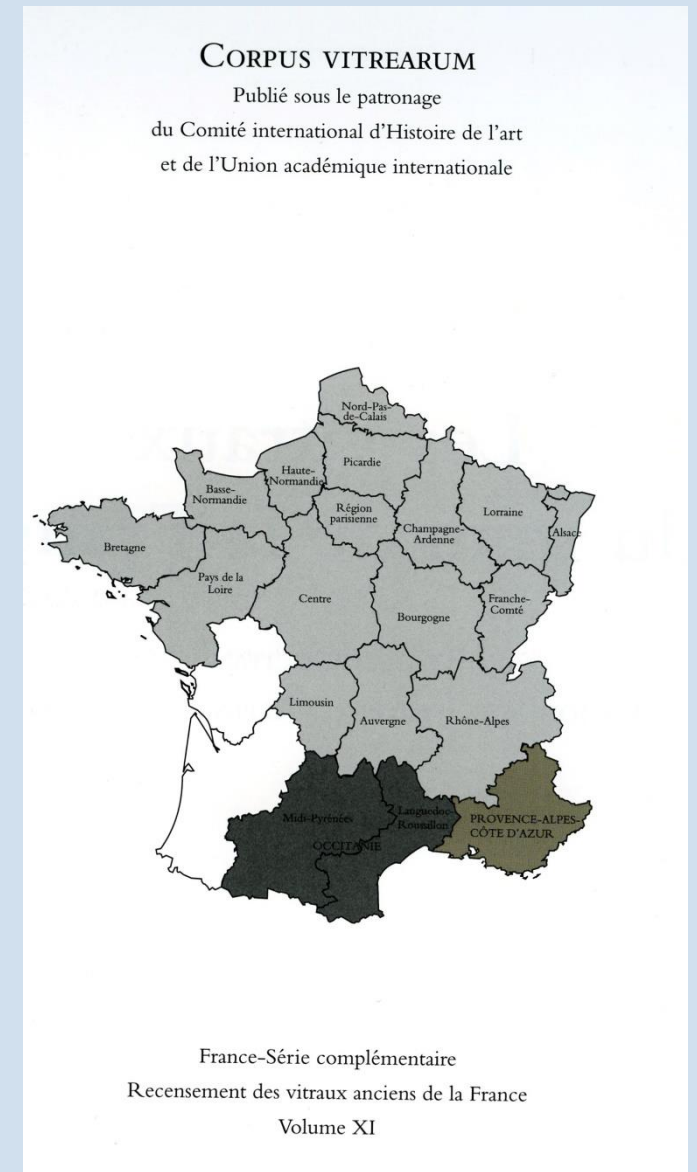 CORPUS VITREARUM
Publié sous le patronage
du Comité international d'Histoire de l'art
et de l'Union académique internationale
Nord-Pas-
de-Calais
Picardie
Haute-
Normandie
Basse-
Normandie
Région
parisienne
Champagne-
Ardenne
Lorraine
Alsace
Bretagne
Pays de la
Loire
Centre
Bourgogne
Franche-
Comté
Limousin
Auvergne
Rhône-Alpes
Midi-Pyrénées
Languedoc-
Roussillon
OCCITANIE
PROVENCE-ALPES-
CÔTE D'AZUR
France-Série complémentaire
Recensement des vitraux anciens de la France
Volume XI